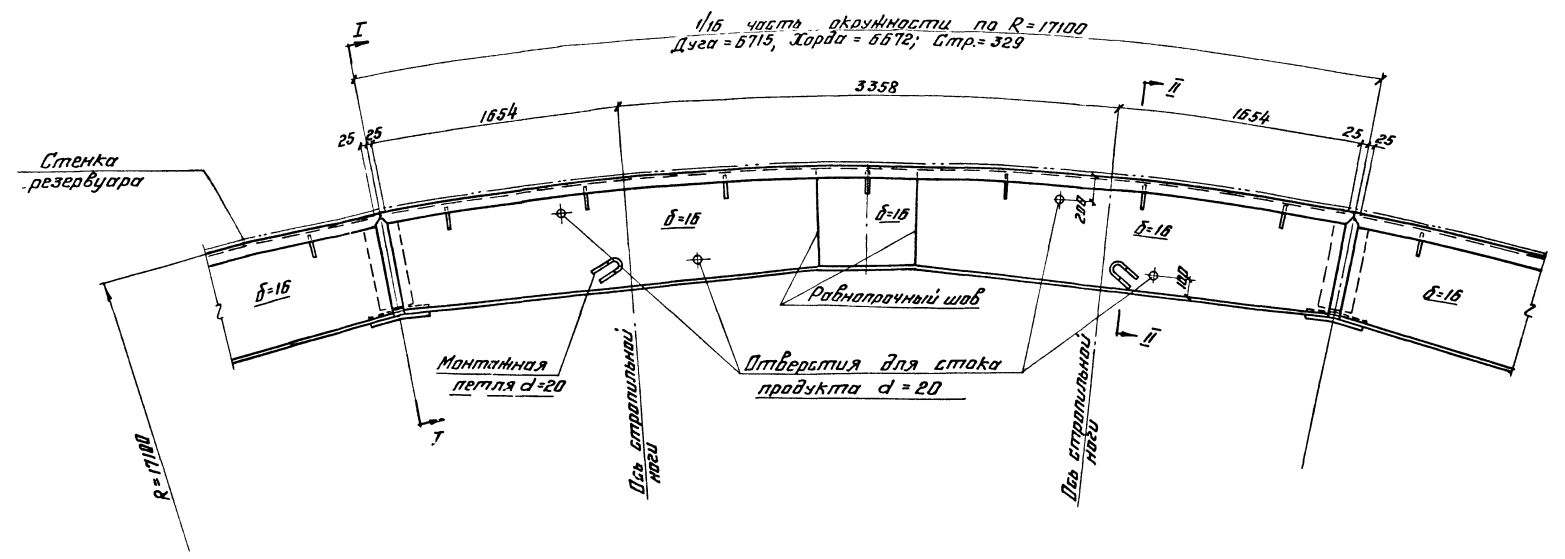 1/16 часть окружности по R=17100
Дуга=6715, Хорда=6672; Стр.=329
I
3358
II
1654
1654
25
25
25
25
Стенка
резервуара
δ=16
δ=16
δ=16
δ=16
δ=16
208
100
Равнопрочный шов
II
Монтажная
петля d=20
Отверстия для стока
продукта d=20
I
R=17100
Ось стропильной
ноги
Ось стропильной
ноги